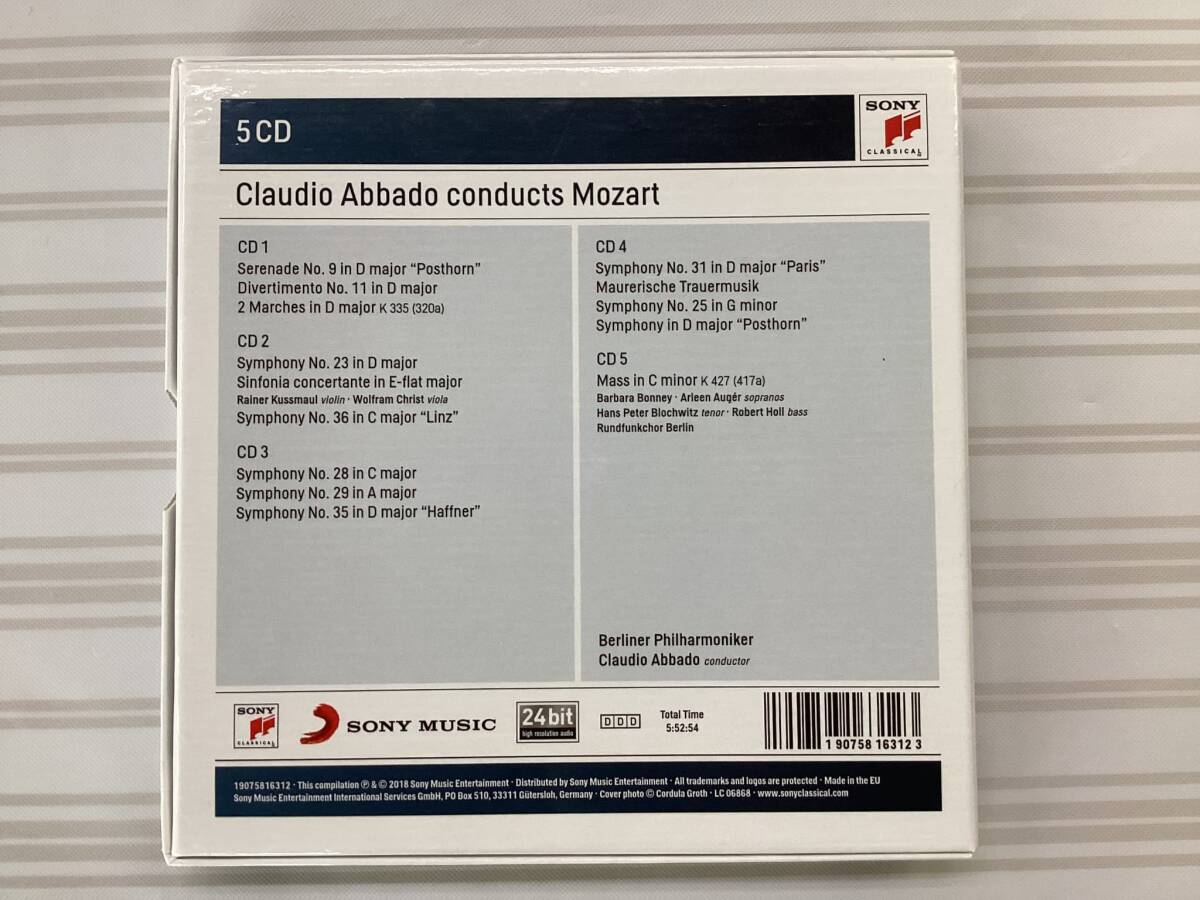 5 CD
SONY
CLASSICAL
Claudio Abbado conducts Mozart
CD 1
Serenade No. 9 in D major “Posthorn”
Divertimento No. 11 in D major
2 Marches in D major K 335 (320a)
CD 2
Symphony No. 23 in D major
Sinfonia concertante in E-flat major
Rainer Kussmaul violin · Wolfram Christ viola
Symphony No. 36 in C major “Linz”
CD 3
Symphony No. 28 in C major
Symphony No. 29 in A major
Symphony No. 35 in D major “Haffner”
CD 4
Symphony No. 31 in D major “Paris”
Maurerische Trauermusik
Symphony No. 25 in G minor
Symphony in D major “Posthorn”
CD 5
Mass in C minor K 427 (417a)
Barbara Bonney · Arleen Augér sopranos
Hans Peter Blochwitz tenor · Robert Holl bass
Rundfunkchor Berlin
Berliner Philharmoniker
Claudio Abbado conductor
SONY
CLASSICAL
SONY MUSIC
24 bit
high resolution audio
DDD
Total Time
5:52:54
1 90758 16312 3
19075816312 · This compilation ℗ & © 2018 Sony Music Entertainment · Distributed by Sony Music Entertainment · All trademarks and logos are protected · Made in the EU
Sony Music Entertainment International Services GmbH, PO Box 510, 33311 Gütersloh, Germany · Cover photo © Cordula Groth · LC 06868 · www.sonyclassical.com